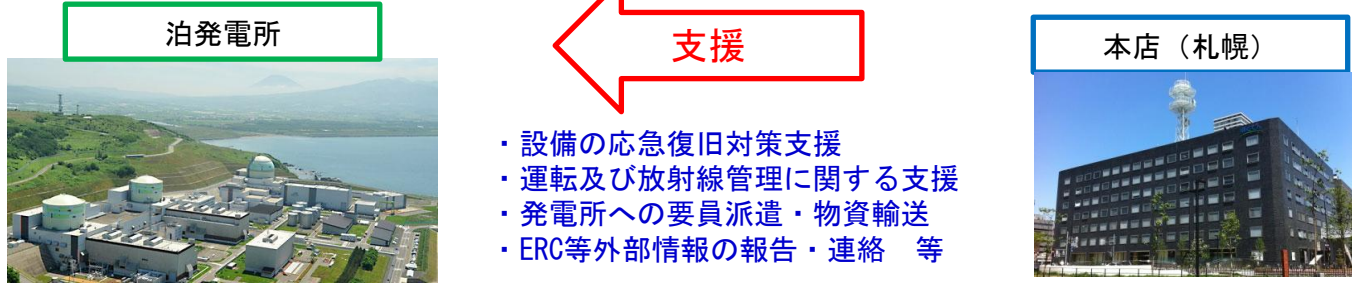 泊発電所
支援
本店（札幌）
・設備の応急復旧対策支援
・運転及び放射線管理に関する支援
・発電所への要員派遣・物資輸送
・ERC等外部情報の報告・連絡　等